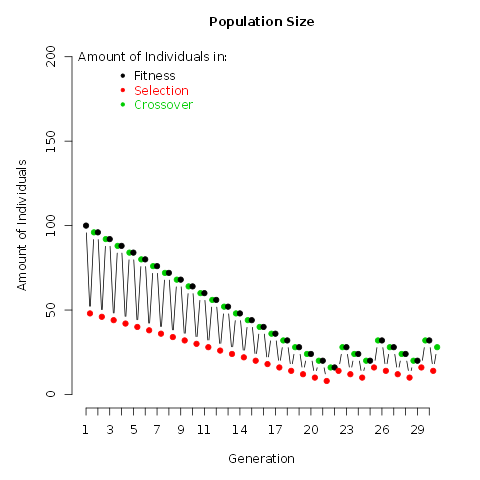 Population Size
Amount of Individuals in:
Fitness
Selection
Crossover
Amount of Individuals
200
150
100
50
0
1 3 5 7 9 11 14 17 20 23 26 29
Generation